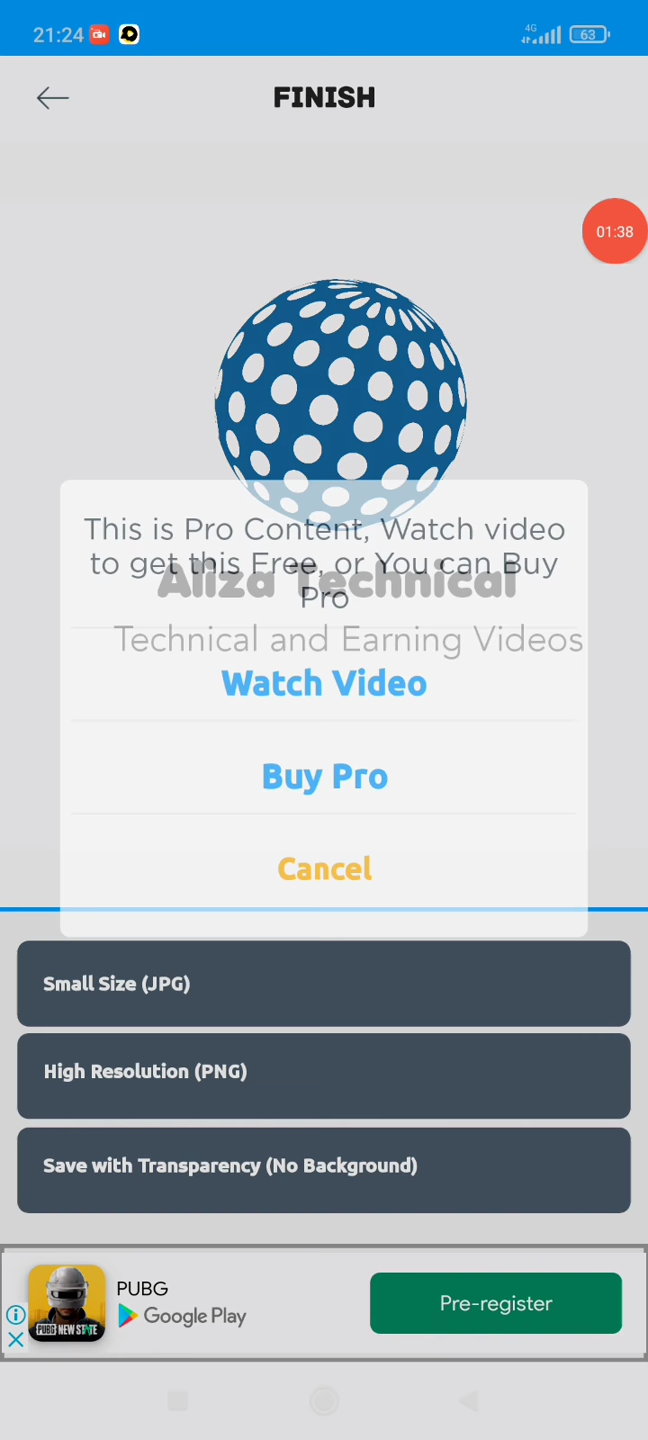 21:24
4G
63
FINISH
01:38
This is Pro Content, Watch video
to get this Free, or You can Buy
Pro
Aliza Technical
Technical and Earning Videos
Watch Video
Buy Pro
Cancel
Small Size (JPG)
High Resolution (PNG)
Save with Transparency (No Background)
PUBG
Google Play
Pre-register
PUBG NEW STATE